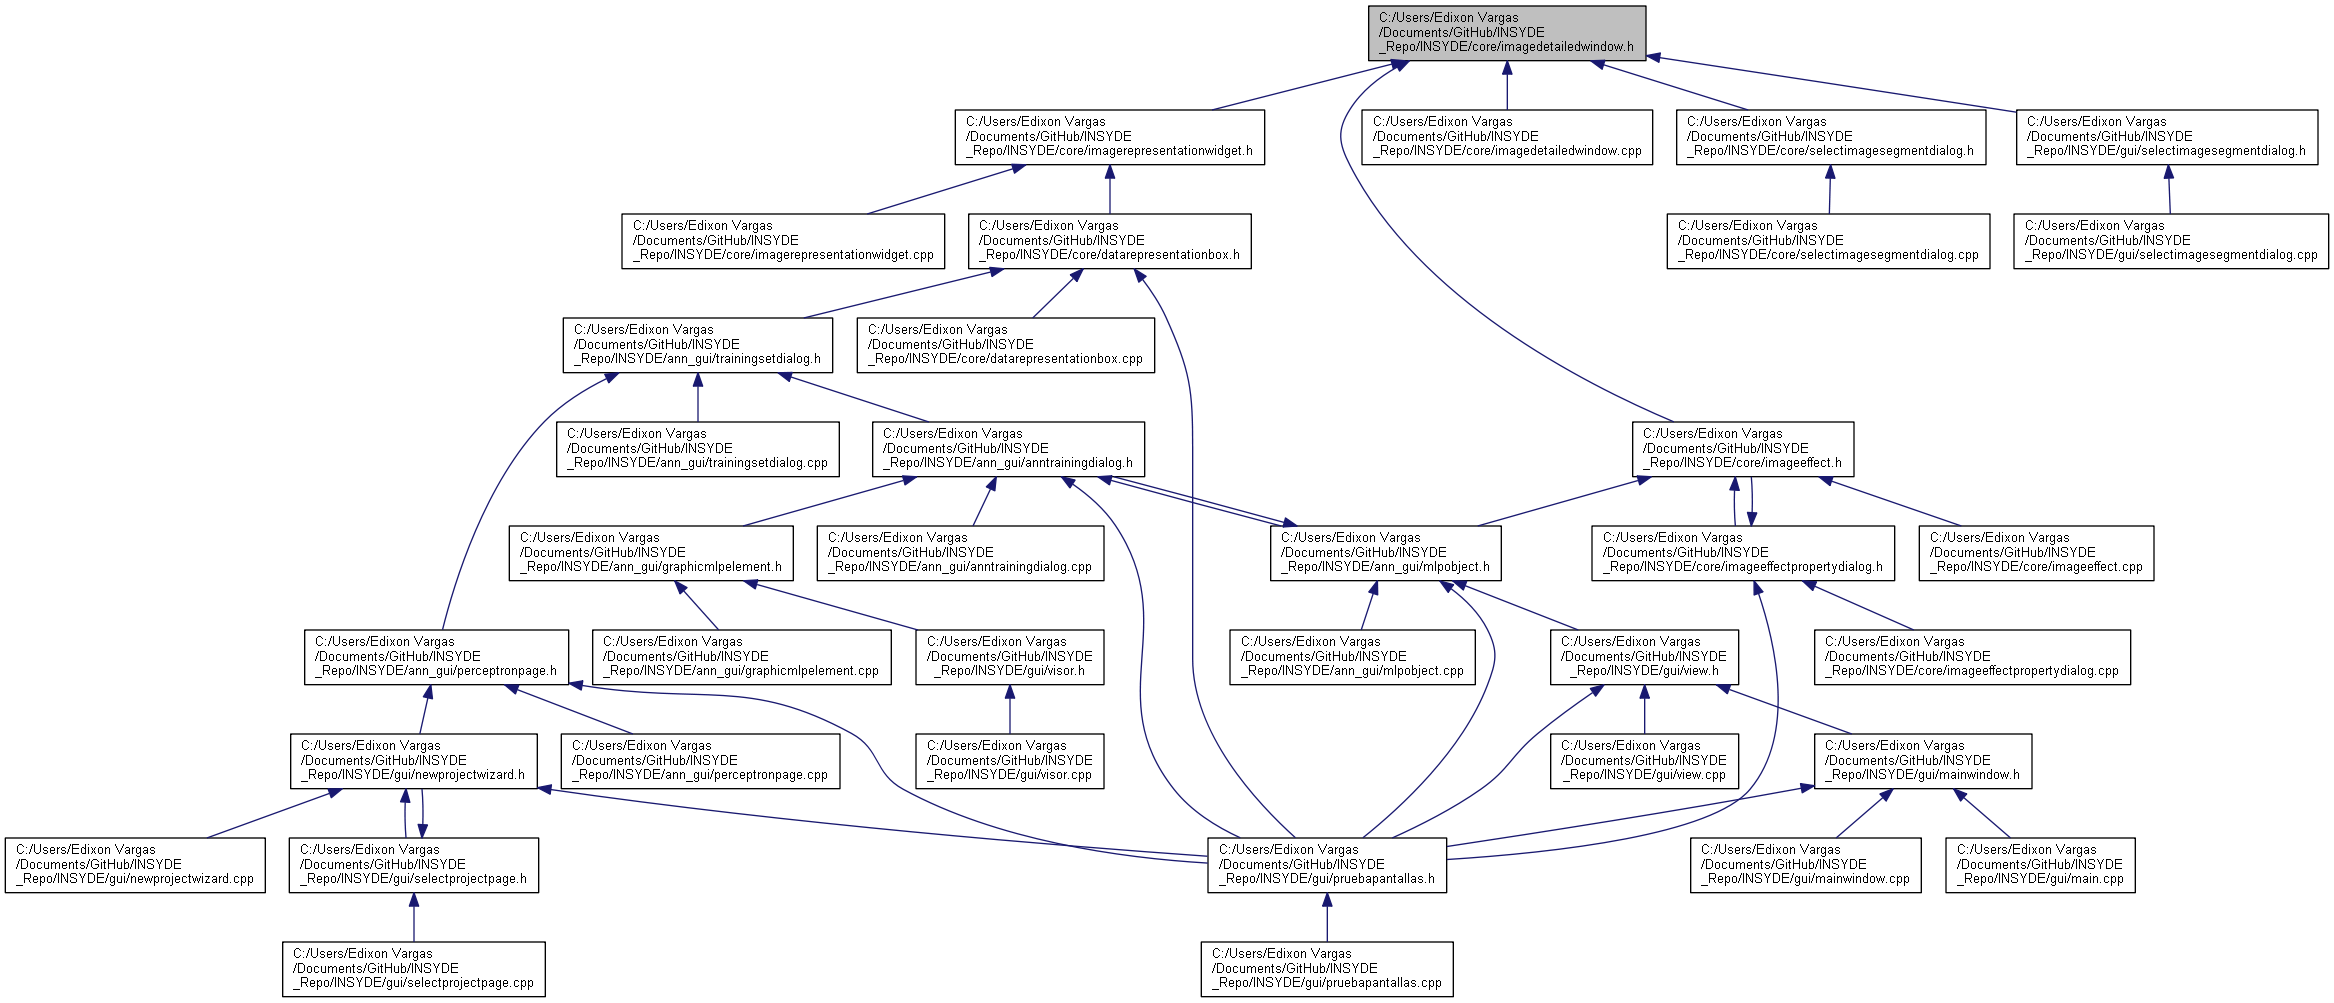 C:/Users/Edixon Vargas
/Documents/GitHub/INSYDE
_Repo/INSYDE/core/imagedetailedwindow.h
C:/Users/Edixon Vargas
/Documents/GitHub/INSYDE
_Repo/INSYDE/core/imagerepresentationwidget.h
C:/Users/Edixon Vargas
/Documents/GitHub/INSYDE
_Repo/INSYDE/core/imagedetailedwindow.cpp
C:/Users/Edixon Vargas
/Documents/GitHub/INSYDE
_Repo/INSYDE/core/selectimagesegmentdialog.h
C:/Users/Edixon Vargas
/Documents/GitHub/INSYDE
_Repo/INSYDE/gui/selectimagesegmentdialog.h
C:/Users/Edixon Vargas
/Documents/GitHub/INSYDE
_Repo/INSYDE/core/imagerepresentationwidget.cpp
C:/Users/Edixon Vargas
/Documents/GitHub/INSYDE
_Repo/INSYDE/core/datarepresentationbox.h
C:/Users/Edixon Vargas
/Documents/GitHub/INSYDE
_Repo/INSYDE/core/selectimagesegmentdialog.cpp
C:/Users/Edixon Vargas
/Documents/GitHub/INSYDE
_Repo/INSYDE/gui/selectimagesegmentdialog.cpp
C:/Users/Edixon Vargas
/Documents/GitHub/INSYDE
_Repo/INSYDE/ann_gui/trainingsetdialog.h
C:/Users/Edixon Vargas
/Documents/GitHub/INSYDE
_Repo/INSYDE/core/datarepresentationbox.cpp
C:/Users/Edixon Vargas
/Documents/GitHub/INSYDE
_Repo/INSYDE/ann_gui/trainingsetdialog.cpp
C:/Users/Edixon Vargas
/Documents/GitHub/INSYDE
_Repo/INSYDE/ann_gui/anntrainingdialog.h
C:/Users/Edixon Vargas
/Documents/GitHub/INSYDE
_Repo/INSYDE/core/imageeffect.h
C:/Users/Edixon Vargas
/Documents/GitHub/INSYDE
_Repo/INSYDE/ann_gui/graphicmlpelement.h
C:/Users/Edixon Vargas
/Documents/GitHub/INSYDE
_Repo/INSYDE/ann_gui/anntrainingdialog.cpp
C:/Users/Edixon Vargas
/Documents/GitHub/INSYDE
_Repo/INSYDE/ann_gui/mlpobject.h
C:/Users/Edixon Vargas
/Documents/GitHub/INSYDE
_Repo/INSYDE/core/imageeffectpropertydialog.h
C:/Users/Edixon Vargas
/Documents/GitHub/INSYDE
_Repo/INSYDE/core/imageeffect.cpp
C:/Users/Edixon Vargas
/Documents/GitHub/INSYDE
_Repo/INSYDE/ann_gui/perceptronpage.h
C:/Users/Edixon Vargas
/Documents/GitHub/INSYDE
_Repo/INSYDE/ann_gui/graphicmlpelement.cpp
C:/Users/Edixon Vargas
/Documents/GitHub/INSYDE
_Repo/INSYDE/gui/visor.h
C:/Users/Edixon Vargas
/Documents/GitHub/INSYDE
_Repo/INSYDE/ann_gui/mlpobject.cpp
C:/Users/Edixon Vargas
/Documents/GitHub/INSYDE
_Repo/INSYDE/gui/view.h
C:/Users/Edixon Vargas
/Documents/GitHub/INSYDE
_Repo/INSYDE/core/imageeffectpropertydialog.cpp
C:/Users/Edixon Vargas
/Documents/GitHub/INSYDE
_Repo/INSYDE/gui/newprojectwizard.h
C:/Users/Edixon Vargas
/Documents/GitHub/INSYDE
_Repo/INSYDE/ann_gui/perceptronpage.cpp
C:/Users/Edixon Vargas
/Documents/GitHub/INSYDE
_Repo/INSYDE/gui/visor.cpp
C:/Users/Edixon Vargas
/Documents/GitHub/INSYDE
_Repo/INSYDE/gui/view.cpp
C:/Users/Edixon Vargas
/Documents/GitHub/INSYDE
_Repo/INSYDE/gui/mainwindow.h
C:/Users/Edixon Vargas
/Documents/GitHub/INSYDE
_Repo/INSYDE/gui/newprojectwizard.cpp
C:/Users/Edixon Vargas
/Documents/GitHub/INSYDE
_Repo/INSYDE/gui/selectprojectpage.h
C:/Users/Edixon Vargas
/Documents/GitHub/INSYDE
_Repo/INSYDE/gui/pruebapantallas.h
C:/Users/Edixon Vargas
/Documents/GitHub/INSYDE
_Repo/INSYDE/gui/mainwindow.cpp
C:/Users/Edixon Vargas
/Documents/GitHub/INSYDE
_Repo/INSYDE/gui/main.cpp
C:/Users/Edixon Vargas
/Documents/GitHub/INSYDE
_Repo/INSYDE/gui/selectprojectpage.cpp
C:/Users/Edixon Vargas
/Documents/GitHub/INSYDE
_Repo/INSYDE/gui/pruebapantallas.cpp